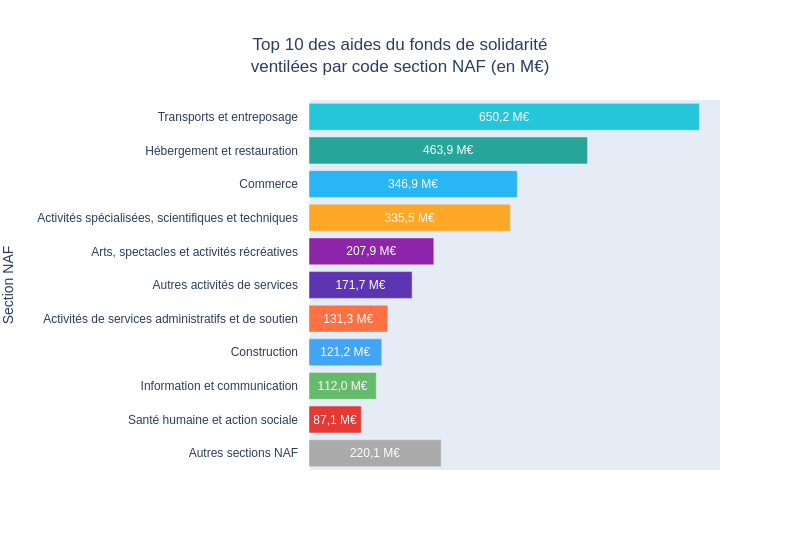 Top 10 des aides du fonds de solidarité
ventilées par code section NAF (en M€)
Section NAF
Transports et entreposage 650,2 M€
Hébergement et restauration 463,9 M€
Commerce 346,9 M€
Activités spécialisées, scientifiques et techniques 335,5 M€
Arts, spectacles et activités récréatives 207,9 M€
Autres activités de services 171,7 M€
Activités de services administratifs et de soutien 131,3 M€
Construction 121,2 M€
Information et communication 112,0 M€
Santé humaine et action sociale 87,1 M€
Autres sections NAF 220,1 M€